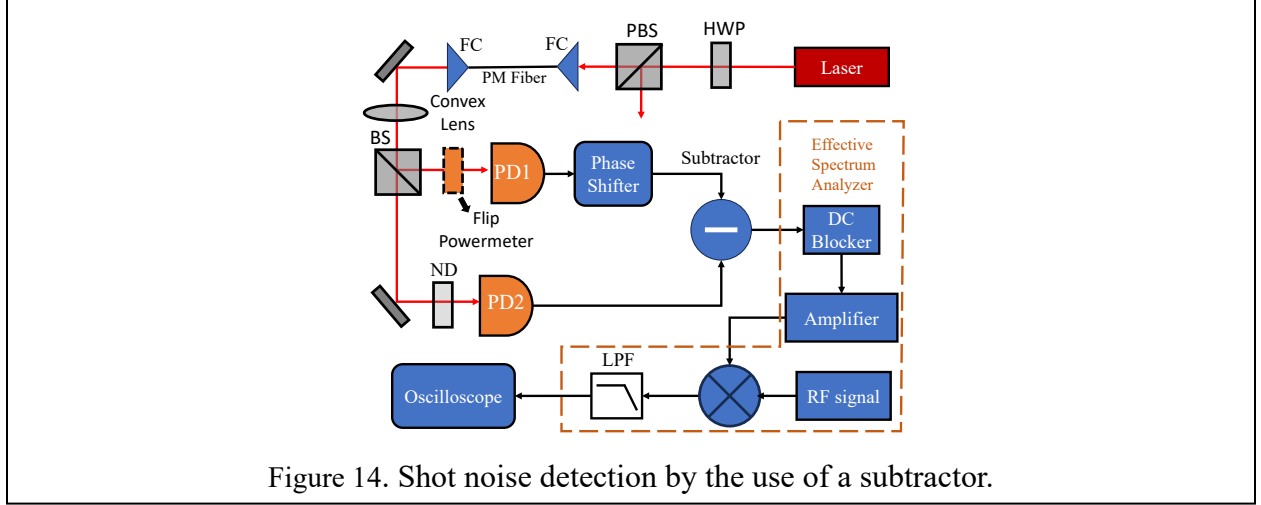 FC
FC
PBS
HWP
PM Fiber
Laser
Convex
Lens
BS
PD1
Phase
Shifter
Subtractor
Effective
Spectrum
Analyzer
Flip
Powermeter
DC
Blocker
ND
PD2
Amplifier
LPF
Oscilloscope
RF signal
Figure 14. Shot noise detection by the use of a subtractor.